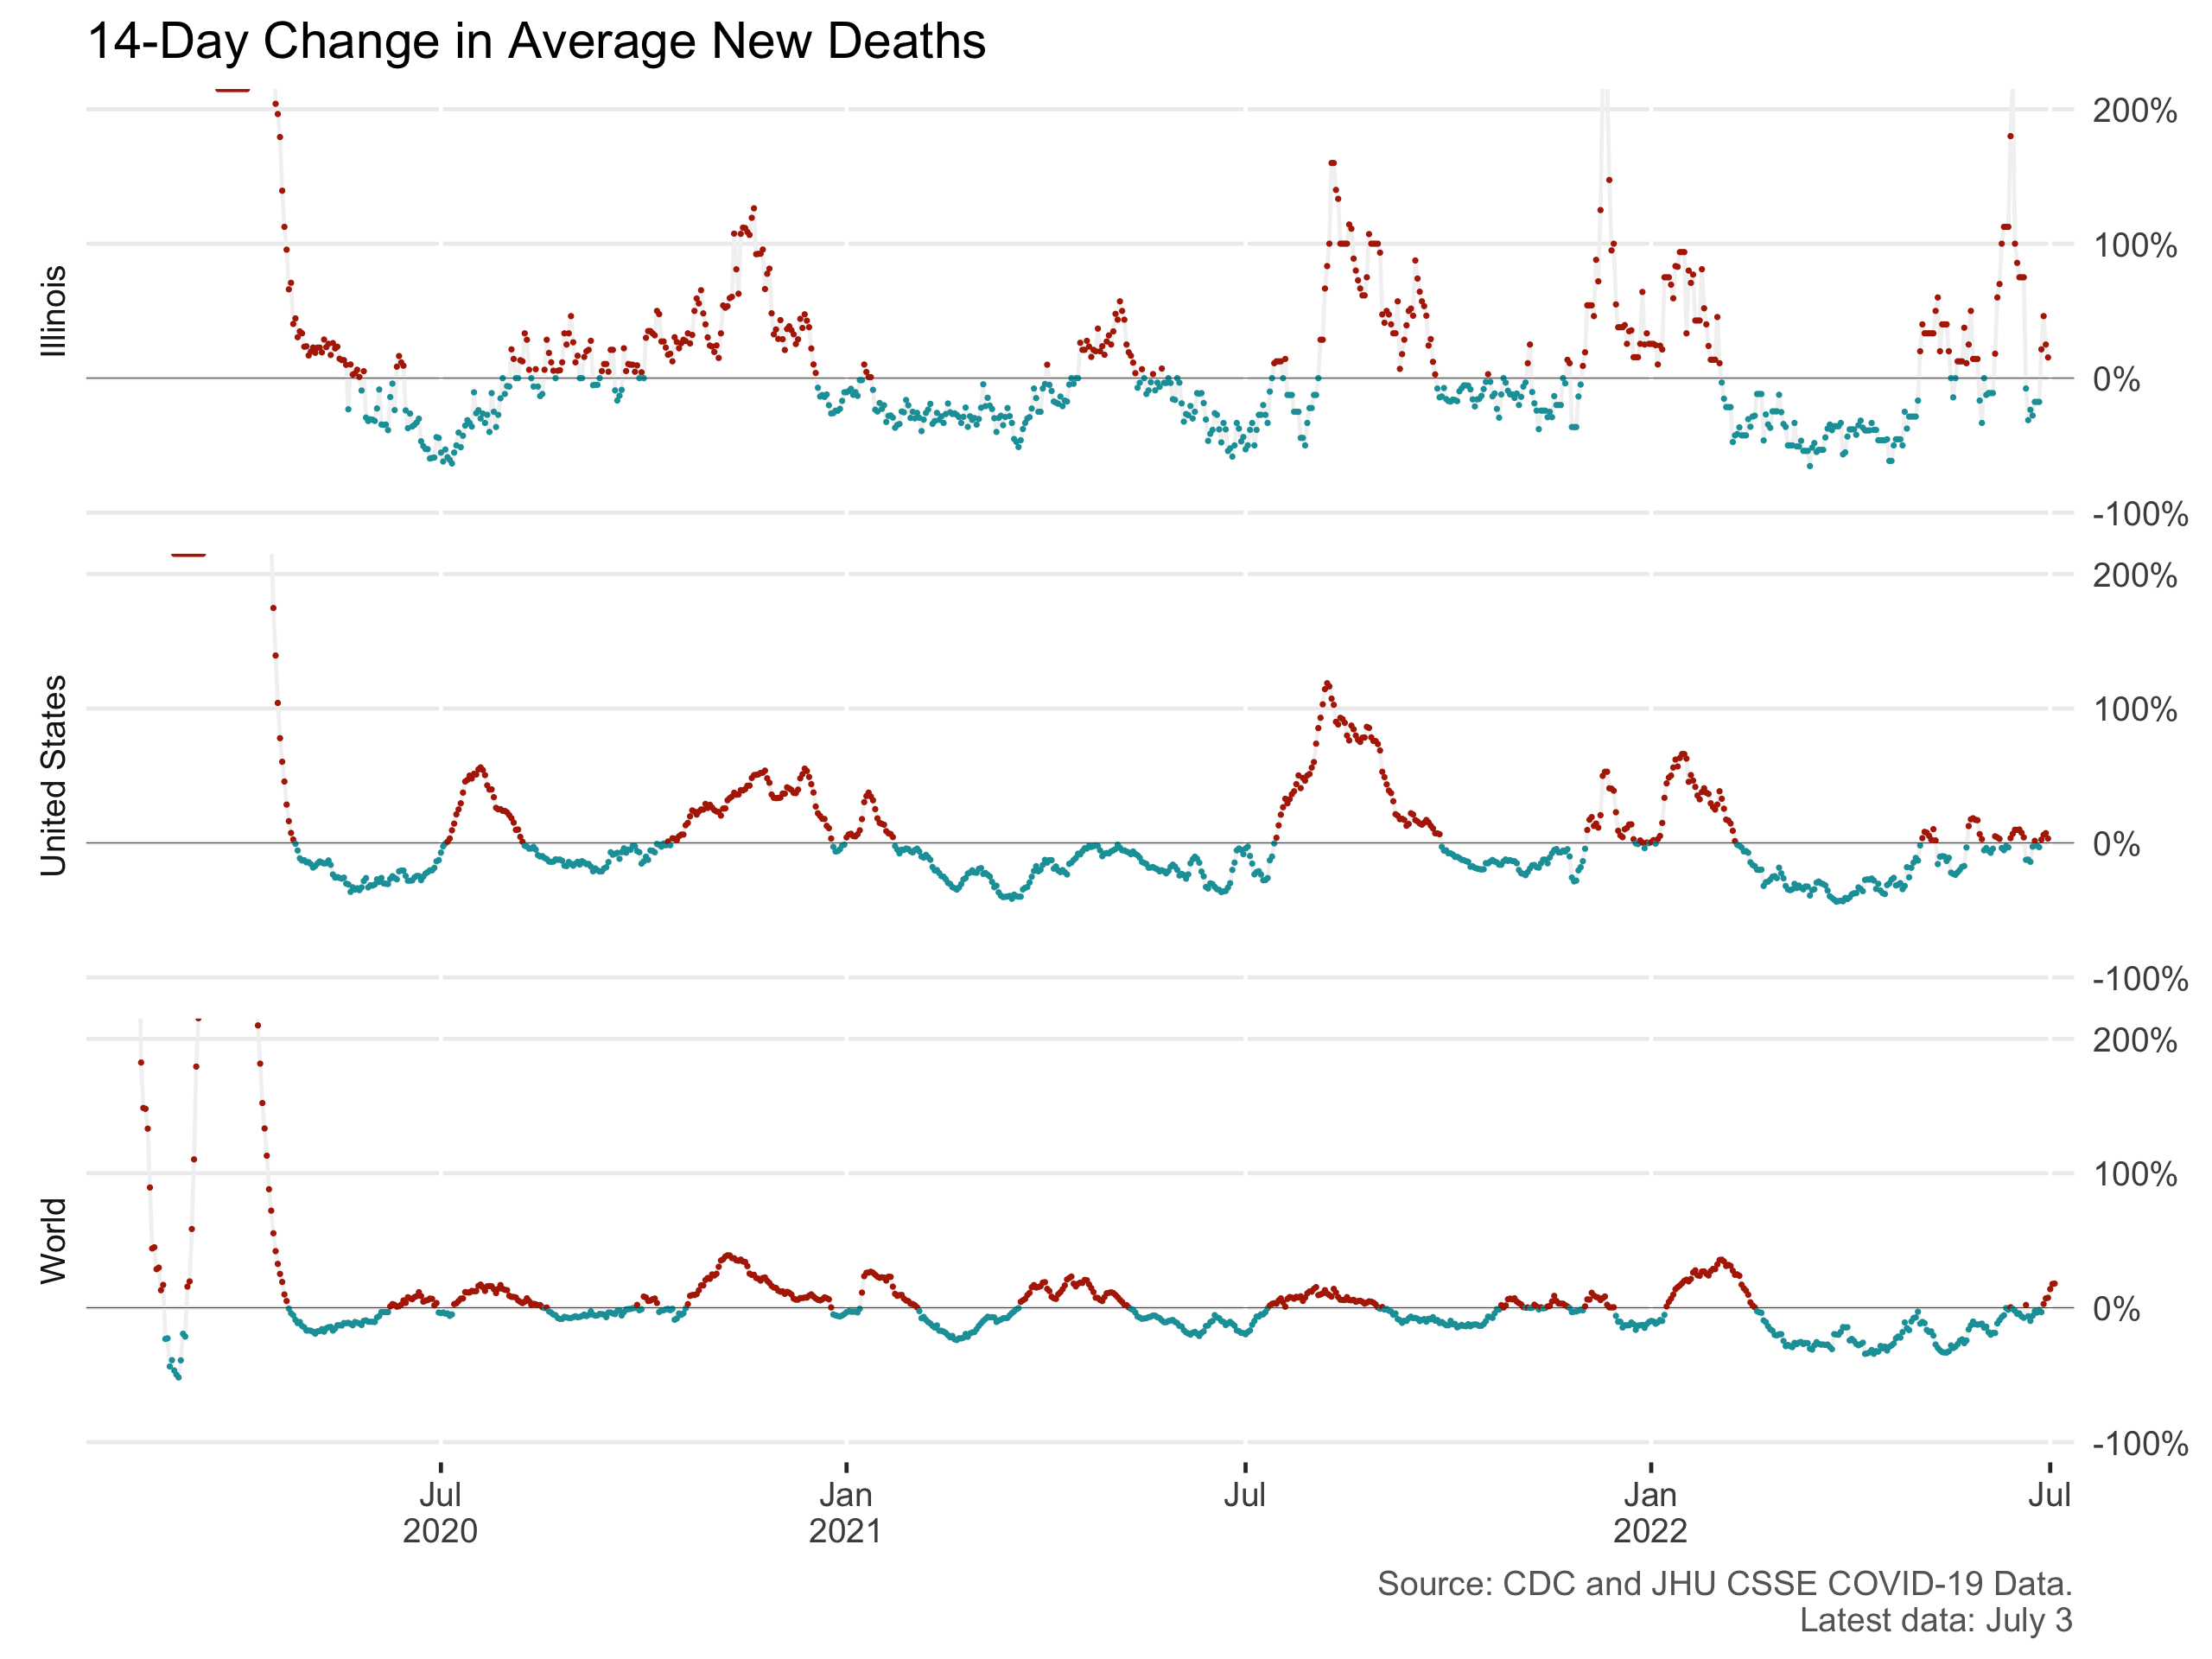 14-Day Change in Average New Deaths
Illinois
200%
100%
0%
-100%
United States
200%
100%
0%
-100%
World
200%
100%
0%
-100%
Jul
2020
Jan
2021
Jul
Jan
2022
Jul
Source: CDC and JHU CSSE COVID-19 Data.
Latest data: July 3